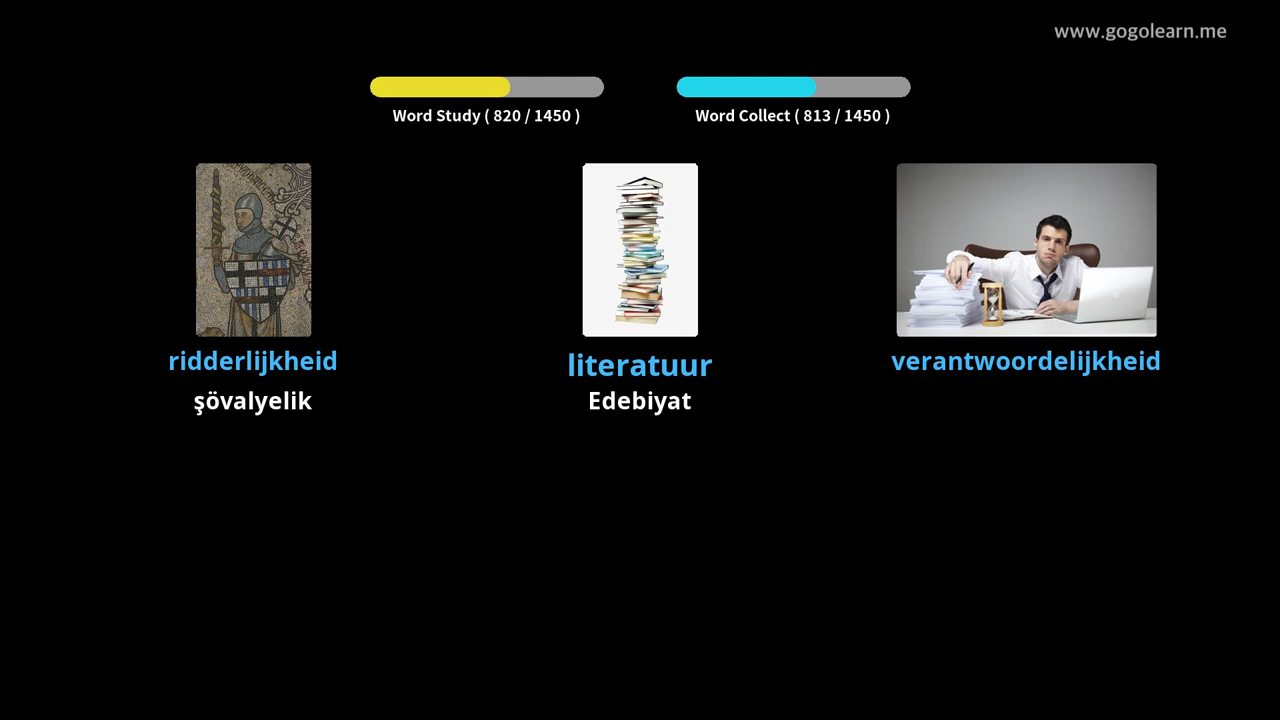 www.gogolearn.me
Word Study ( 820 / 1450 )
Word Collect ( 813 / 1450 )
ridderlijkheid
şövalyelik
literatuur
Edebiyat
verantwoordelijkheid